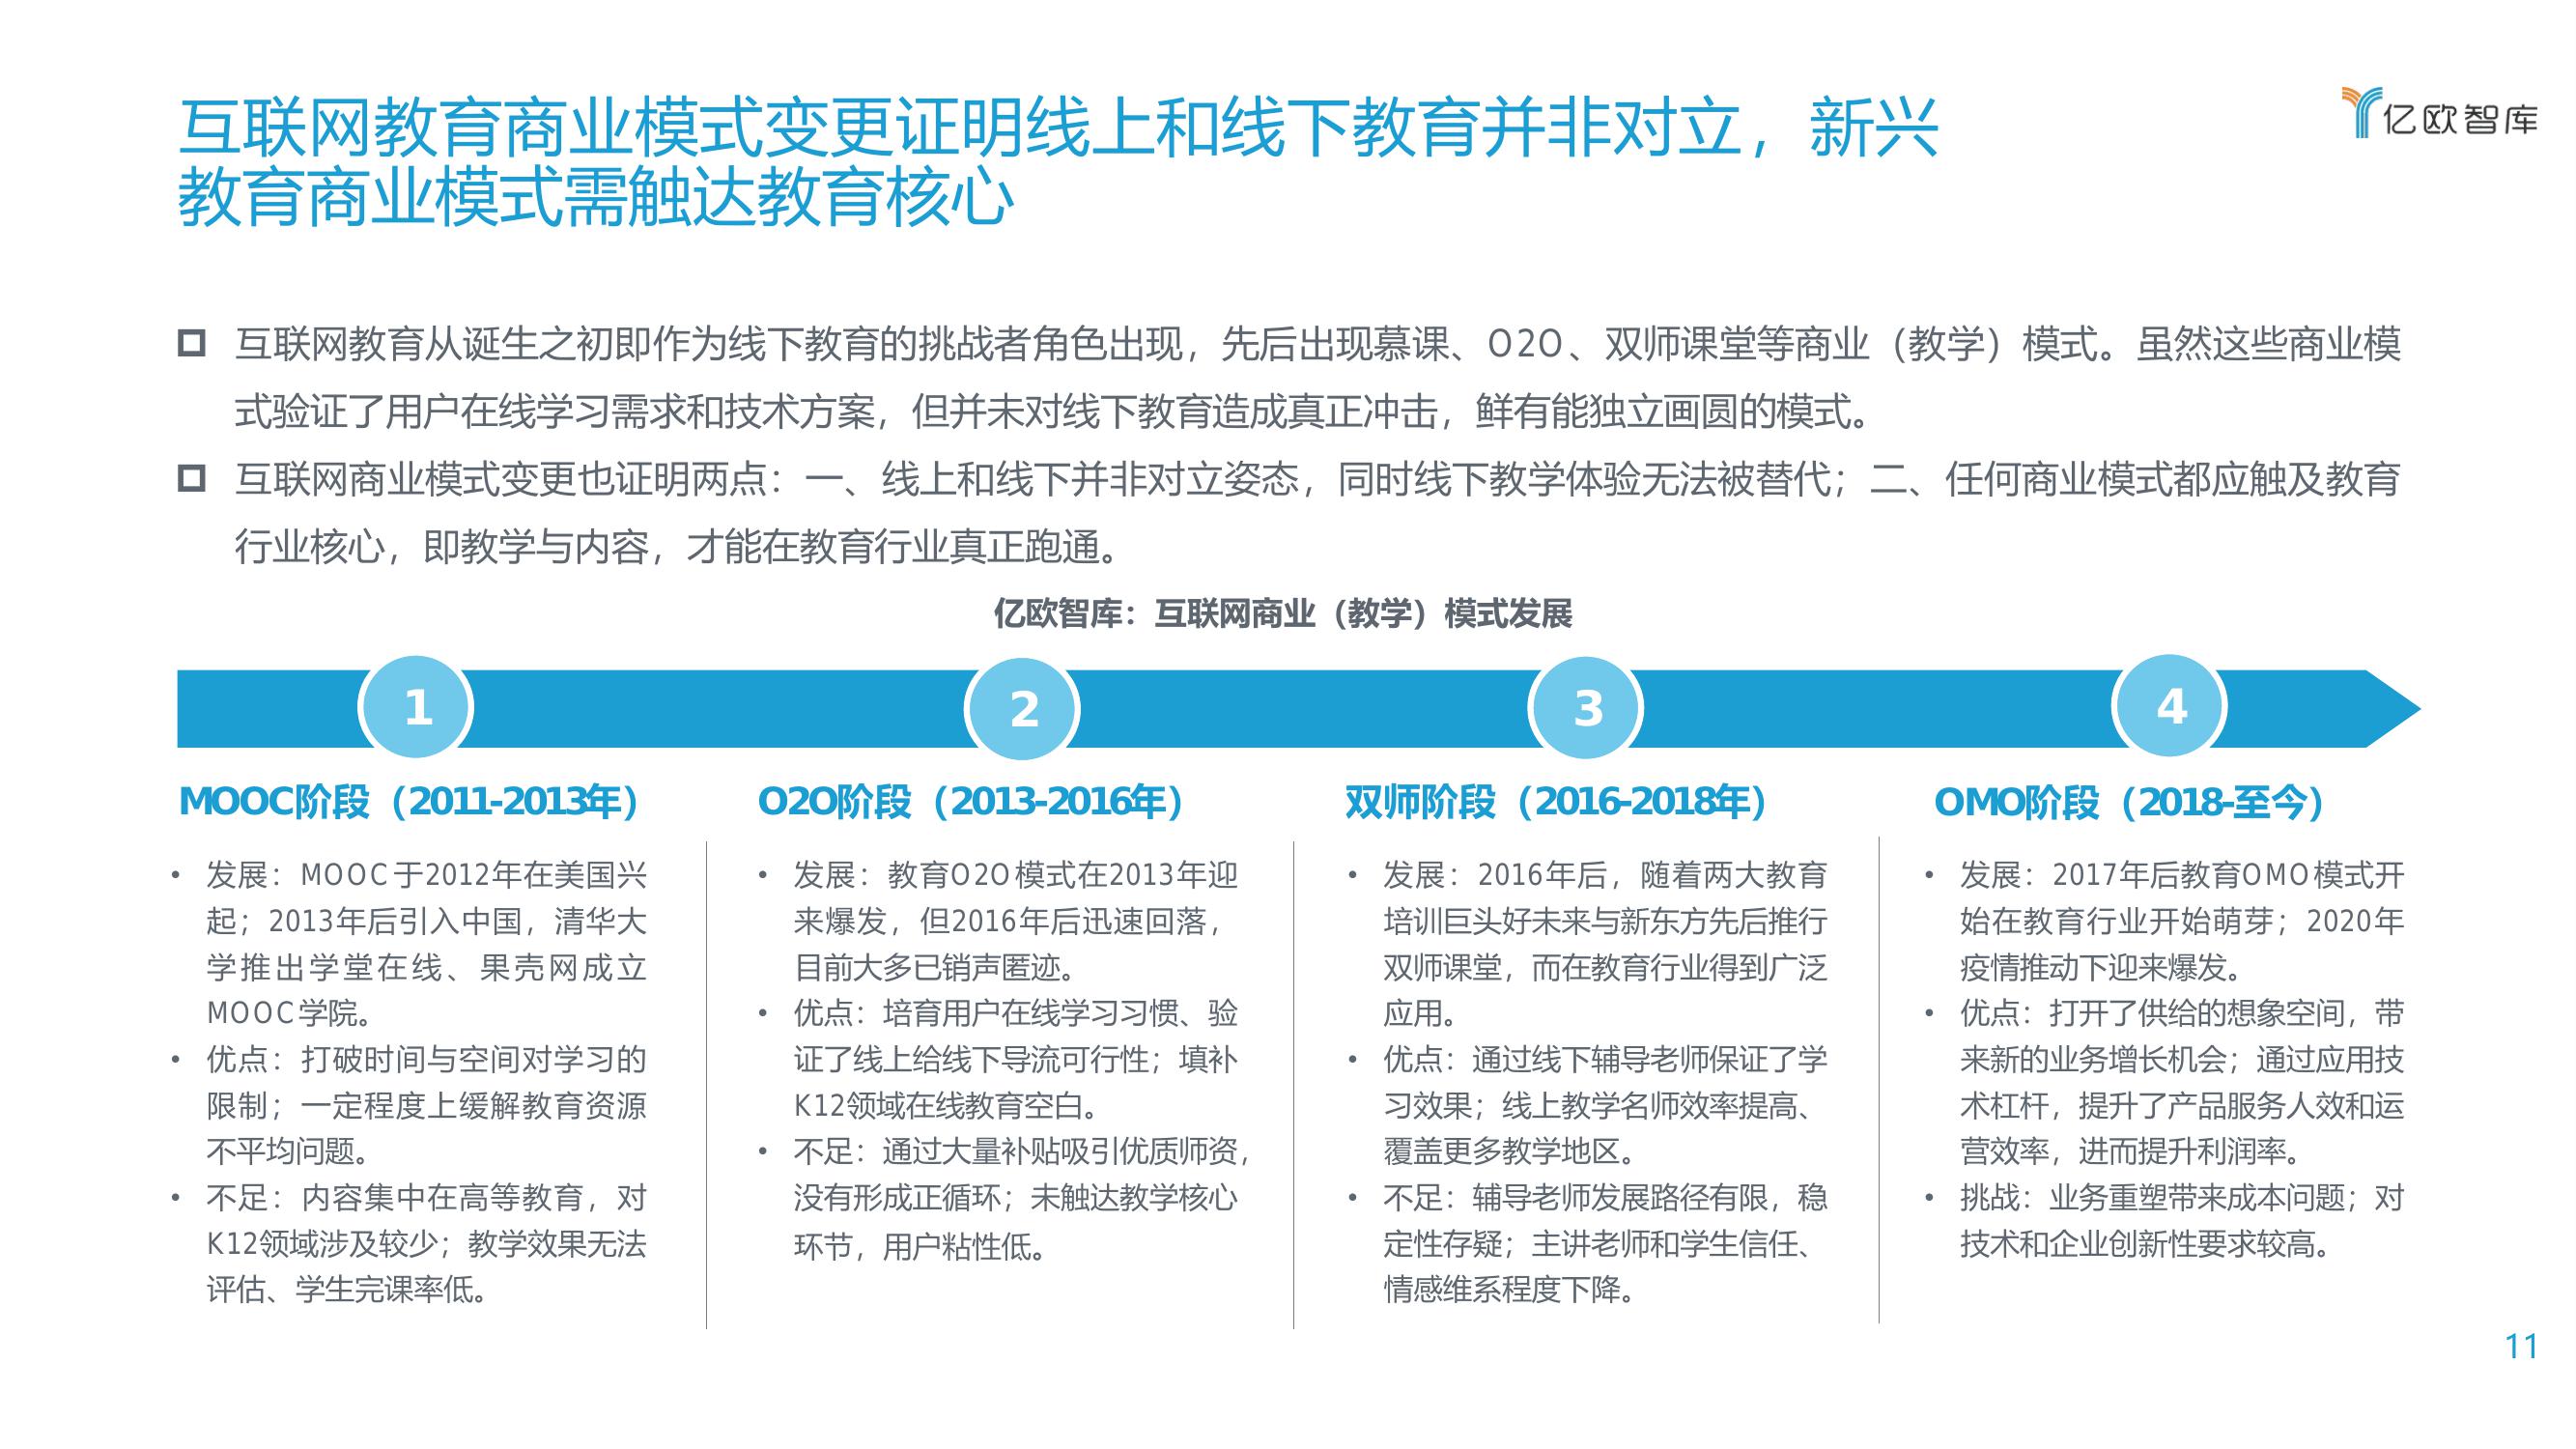 互联网教育商业模式变更证明线上和线下教育并非对立，新兴
教育商业模式需触达教育核心
亿欧智库
互联网教育从诞生之初即作为线下教育的挑战者角色出现，先后出现慕课、O2O、双师课堂等商业（教学）模式。虽然这些商业模
式验证了用户在线学习需求和技术方案，但并未对线下教育造成真正冲击，鲜有能独立画圆的模式。
互联网商业模式变更也证明两点：一、线上和线下并非对立姿态，同时线下教学体验无法被替代；二、任何商业模式都应触及教育
行业核心，即教学与内容，才能在教育行业真正跑通。
亿欧智库：互联网商业（教学）模式发展
1
2
3
4
MOOC阶段（2011-2013年）
• 发展：MOOC于2012年在美国兴
起；2013年后引入中国，清华大
学推出学堂在线、果壳网成立
MOOC学院。
• 优点：打破时间与空间对学习的
限制；一定程度上缓解教育资源
不平均问题。
• 不足：内容集中在高等教育，对
K12领域涉及较少；教学效果无法
评估、学生完课率低。
O2O阶段（2013-2016年）
• 发展：教育O2O模式在2013年迎
来爆发，但2016年后迅速回落，
目前大多已销声匿迹。
• 优点：培育用户在线学习习惯、验
证了线上给线下导流可行性；填补
K12领域在线教育空白。
• 不足：通过大量补贴吸引优质师资，
没有形成正循环；未触达教学核心
环节，用户粘性低。
双师阶段（2016-2018年）
• 发展：2016年后，随着两大教育
培训巨头好未来与新东方先后推行
双师课堂，而在教育行业得到广泛
应用。
• 优点：通过线下辅导老师保证了学
习效果；线上教学名师效率提高、
覆盖更多教学地区。
• 不足：辅导老师发展路径有限，稳
定性存疑；主讲老师和学生信任、
情感维系程度下降。
OMO阶段（2018-至今）
• 发展：2017年后教育OMO模式开
始在教育行业开始萌芽；2020年
疫情推动下迎来爆发。
• 优点：打开了供给的想象空间，带
来新的业务增长机会；通过应用技
术杠杆，提升了产品服务人效和运
营效率，进而提升利润率。
• 挑战：业务重塑带来成本问题；对
技术和企业创新性要求较高。
11